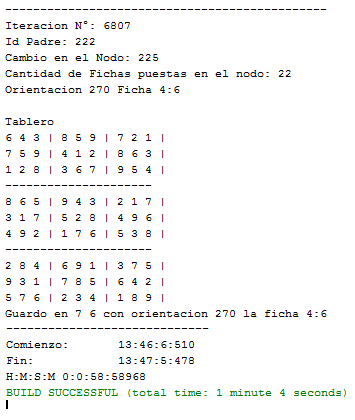 -----------------------------------------------
Iteracion N°: 6807
Id Padre: 222
Cambio en el Nodo: 225
Cantidad de Fichas puestas en el nodo: 22
Orientacion 270 Ficha 4:6
Tablero
6 4 3 | 8 5 9 | 7 2 1 |
7 5 9 | 4 1 2 | 8 6 3 |
1 2 8 | 3 6 7 | 9 5 4 |
---------------------
8 6 5 | 9 4 3 | 2 1 7 |
3 1 7 | 5 2 8 | 4 9 6 |
4 9 2 | 1 7 6 | 5 3 8 |
---------------------
2 8 4 | 6 9 1 | 3 7 5 |
9 3 1 | 7 8 5 | 6 4 2 |
5 7 6 | 2 3 4 | 1 8 9 |
Guardo en 7 6 con orientacion 270 la ficha 4:6
-----------------------------
Comienzo: 13:46:6:510
Fin: 13:47:5:478
H:M:S:M 0:0:58:58968
BUILD SUCCESSFUL (total time: 1 minute 4 seconds)